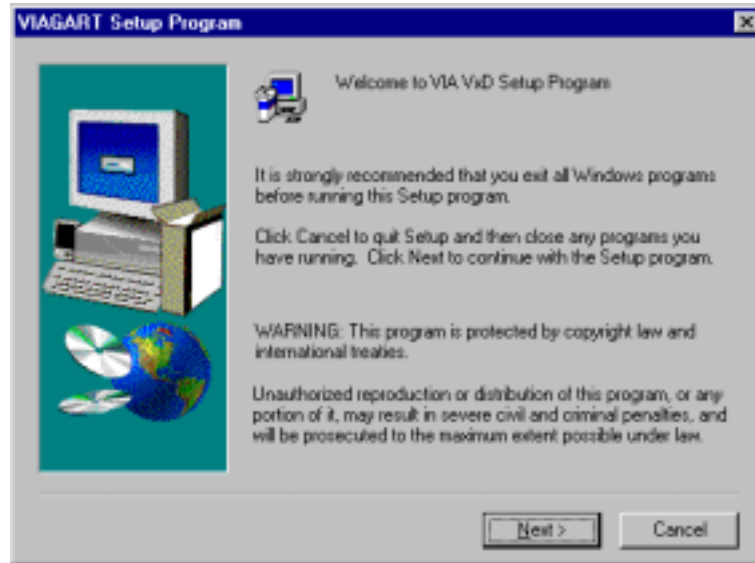 VIAGART Setup Program
Welcome to VIA VxD Setup Program
It is strongly recommended that you exit all Windows programs
before running this Setup program.
Click Cancel to quit Setup and then close any programs you
have running. Click Next to continue with the Setup program.
WARNING: This program is protected by copyright law and
international treaties.
Unauthorized reproduction or distribution of this program, or any
portion of it, may result in severe civil and criminal penalties, and
will be prosecuted to the maximum extent possible under law.
Next > Cancel